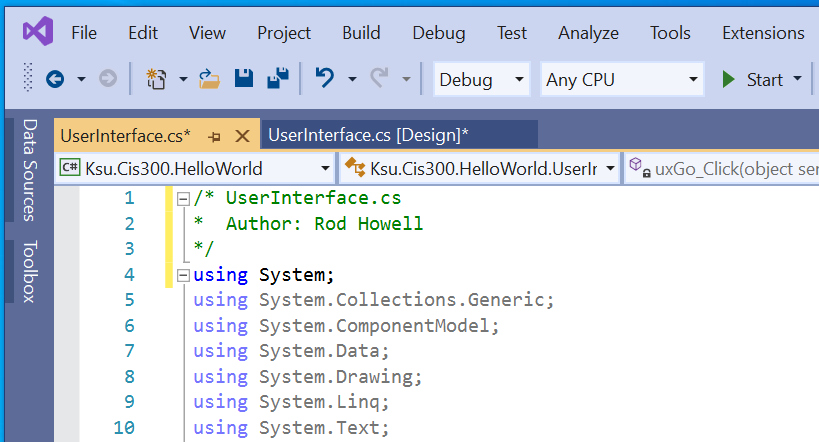 File Edit View Project Build Debug Test Analyze Tools Extensions
Debug Any CPU Start
UserInterface.cs* UserInterface.cs [Design]*
C# Ksu.Cis300.HelloWorld Ksu.Cis300.HelloWorld.UserIr uxGo_Click(object ser
Data Sources
Toolbox
1 /* UserInterface.cs
2 *  Author: Rod Howell
3 */
4 using System;
5 using System.Collections.Generic;
6 using System.ComponentModel;
7 using System.Data;
8 using System.Drawing;
9 using System.Linq;
10 using System.Text;